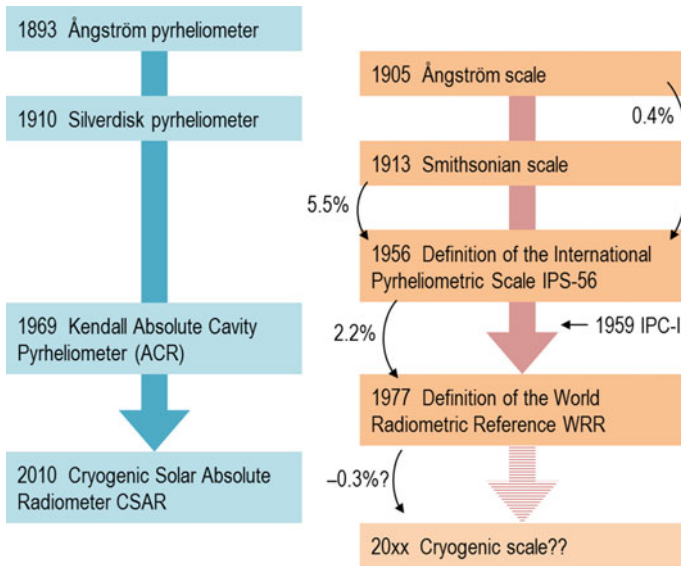 1893 Ångström pyrheliometer
1910 Silverdisk pyrheliometer
1969 Kendall Absolute Cavity
Pyrheliometer (ACR)
2010 Cryogenic Solar Absolute
Radiometer CSAR
1905 Ångström scale
0.4%
1913 Smithsonian scale
5.5%
1956 Definition of the International
Pyrheliometric Scale IPS-56
2.2%
1959 IPC-I
1977 Definition of the World
Radiometric Reference WRR
–0.3%?
20xx Cryogenic scale??